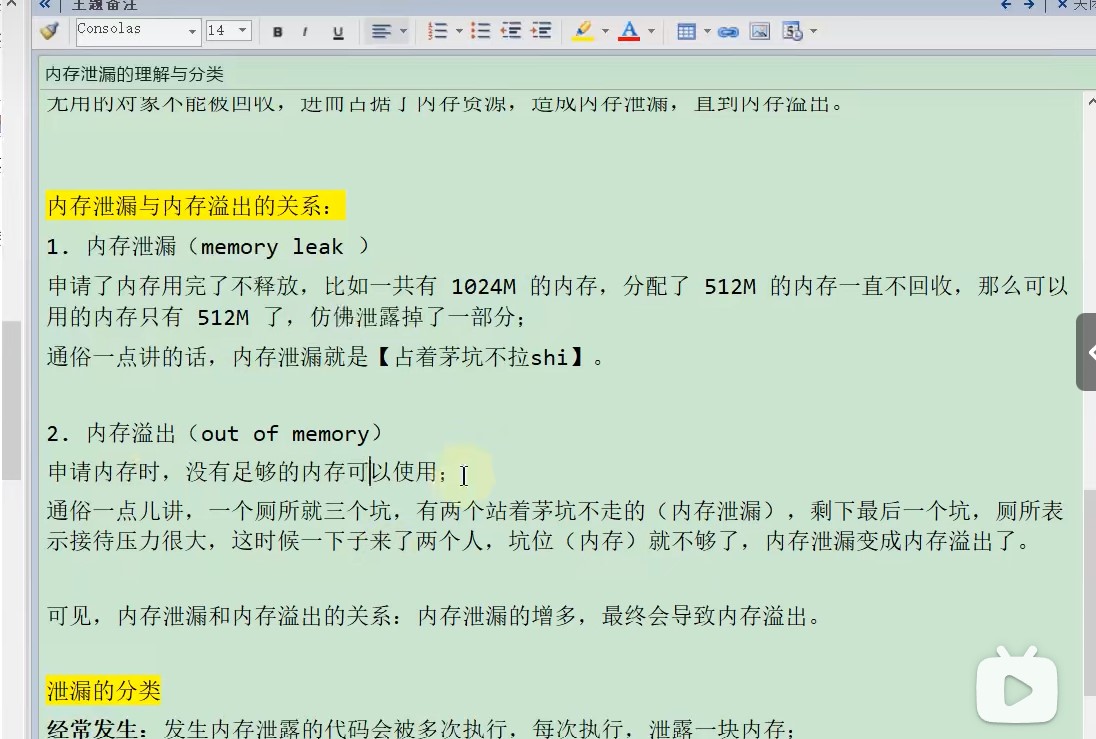 主题备注
关闭
Consolas
14
B I U
内存泄漏的理解与分类
无用的对象不能被回收，进而占据了内存资源，造成内存泄漏，直到内存溢出。
内存泄漏与内存溢出的关系：
1. 内存泄漏（memory leak ）
申请了内存用完了不释放，比如一共有 1024M 的内存，分配了 512M 的内存一直不回收，那么可以
用的内存只有 512M 了，仿佛泄露掉了一部分；
通俗一点讲的话，内存泄漏就是【占着茅坑不拉shi】。
2. 内存溢出（out of memory）
申请内存时，没有足够的内存可以使用；
通俗一点儿讲，一个厕所就三个坑，有两个站着茅坑不走的（内存泄漏），剩下最后一个坑，厕所表
示接待压力很大，这时候一下子来了两个人，坑位（内存）就不够了，内存泄漏变成内存溢出了。
可见，内存泄漏和内存溢出的关系：内存泄漏的增多，最终会导致内存溢出。
泄漏的分类
经常发生：发生内存泄露的代码会被多次执行，每次执行，泄露一块内存；